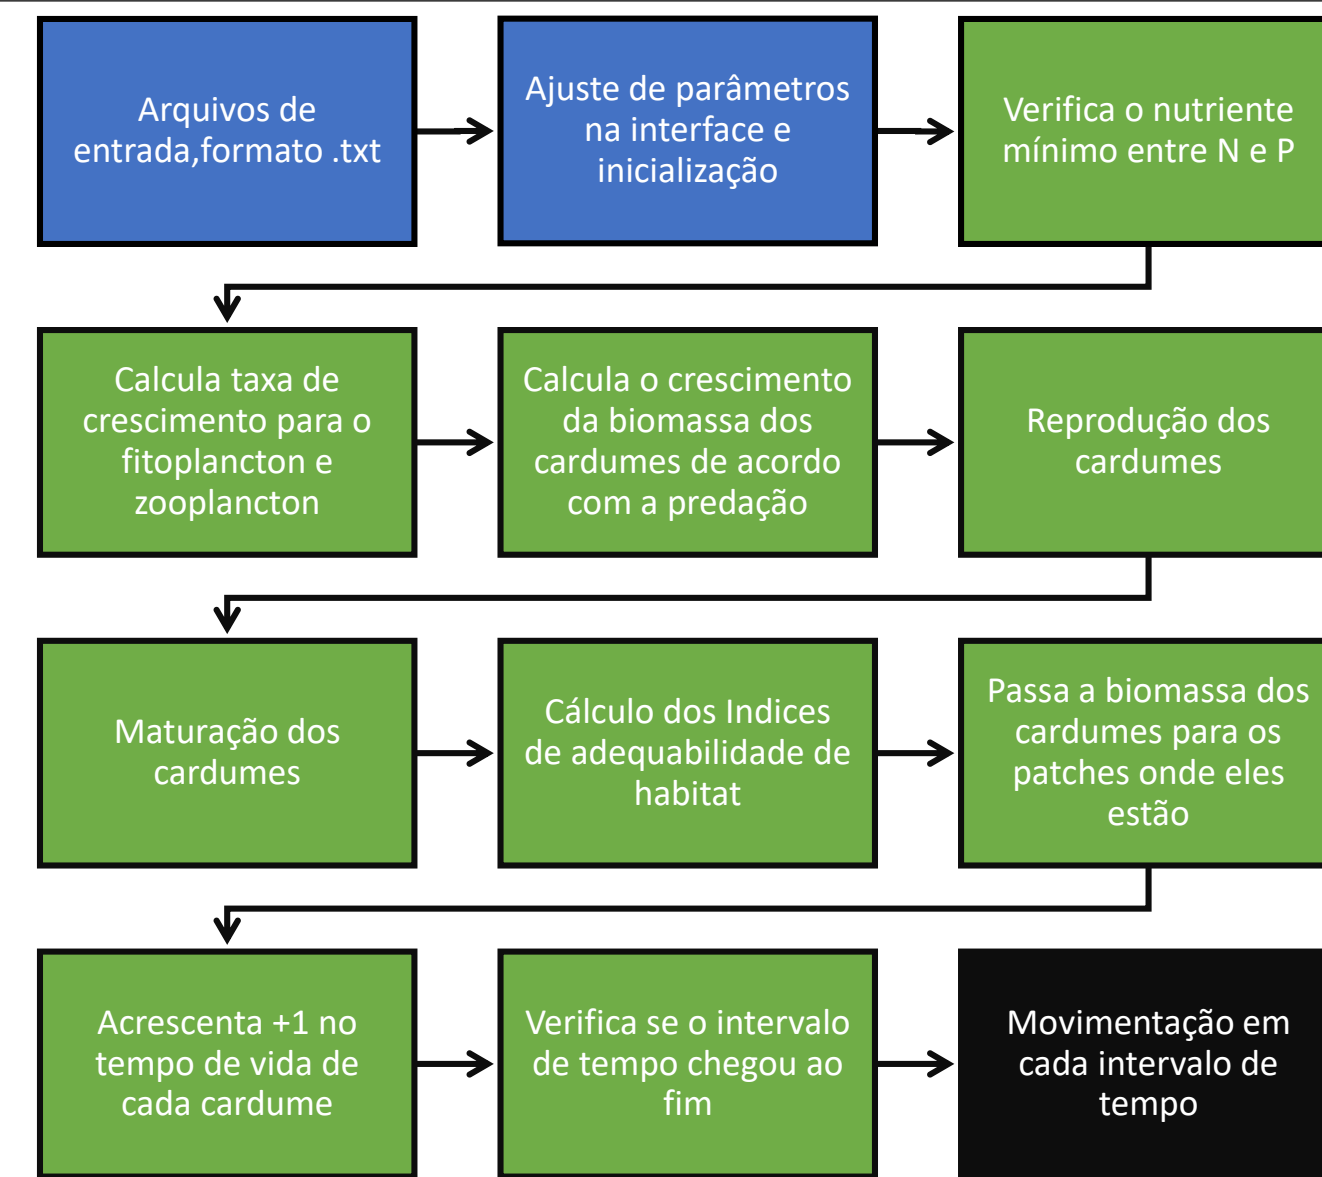 Arquivos de
entrada,formato .txt
Ajuste de parâmetros
na interface e
inicialização
Verifica o nutriente
mínimo entre N e P
Calcula taxa de
crescimento para o
fitoplancton e
zooplancton
Calcula o crescimento
da biomassa dos
cardumes de acordo
com a predação
Reprodução dos
cardumes
Maturação dos
cardumes
Cálculo dos Indices
de adequabilidade de
habitat
Passa a biomassa dos
cardumes para os
patches onde eles
estão
Acrescenta +1 no
tempo de vida de
cada cardume
Verifica se o intervalo
de tempo chegou ao
fim
Movimentação em
cada intervalo de
tempo